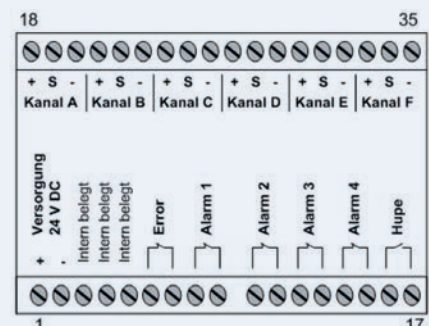 18 35
+ S - + S - + S - + S - + S - + S -
Kanal A Kanal B Kanal C Kanal D Kanal E Kanal F
+ Versorgung
- 24 V DC
Intern belegt
Intern belegt
Intern belegt
Error
Alarm 1
Alarm 2
Alarm 3
Alarm 4
Hupe
1 17